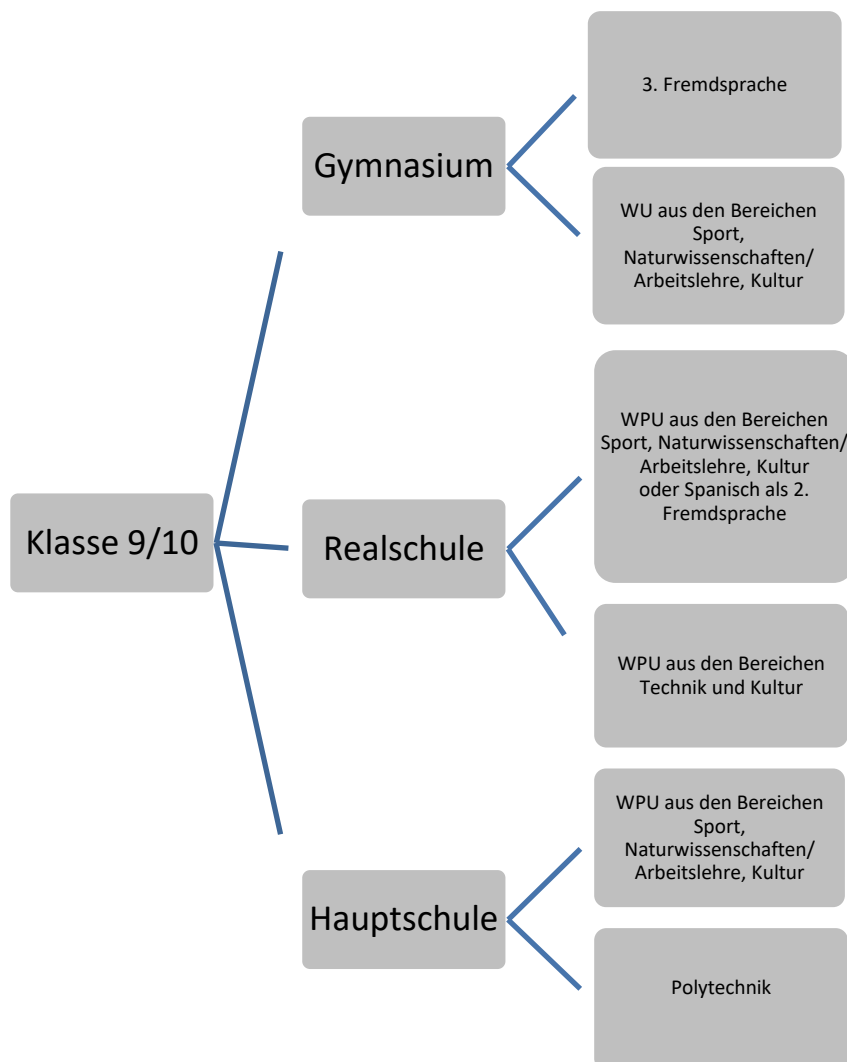 3. Fremdsprache
Gymnasium
WU aus den Bereichen
Sport,
Naturwissenschaften/
Arbeitslehre, Kultur
WPU aus den Bereichen
Sport, Naturwissenschaften/
Arbeitslehre, Kultur
oder Spanisch als 2.
Fremdsprache
Klasse 9/10
Realschule
WPU aus den Bereichen
Technik und Kultur
WPU aus den Bereichen
Sport,
Naturwissenschaften/
Arbeitslehre, Kultur
Hauptschule
Polytechnik